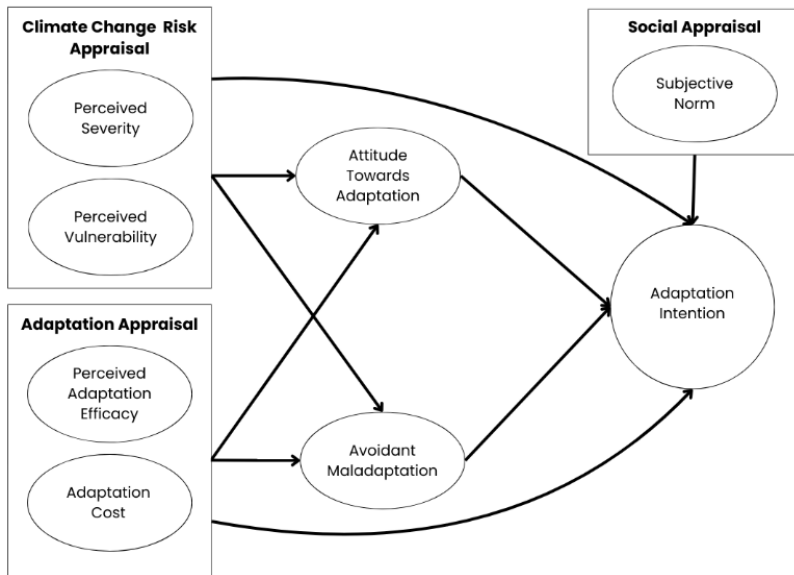 Climate Change Risk
Appraisal
Perceived
Severity
Perceived
Vulnerability
Adaptation Appraisal
Perceived
Adaptation
Efficacy
Adaptation
Cost
Attitude
Towards
Adaptation
Avoidant
Maladaptation
Social Appraisal
Subjective
Norm
Adaptation
Intention